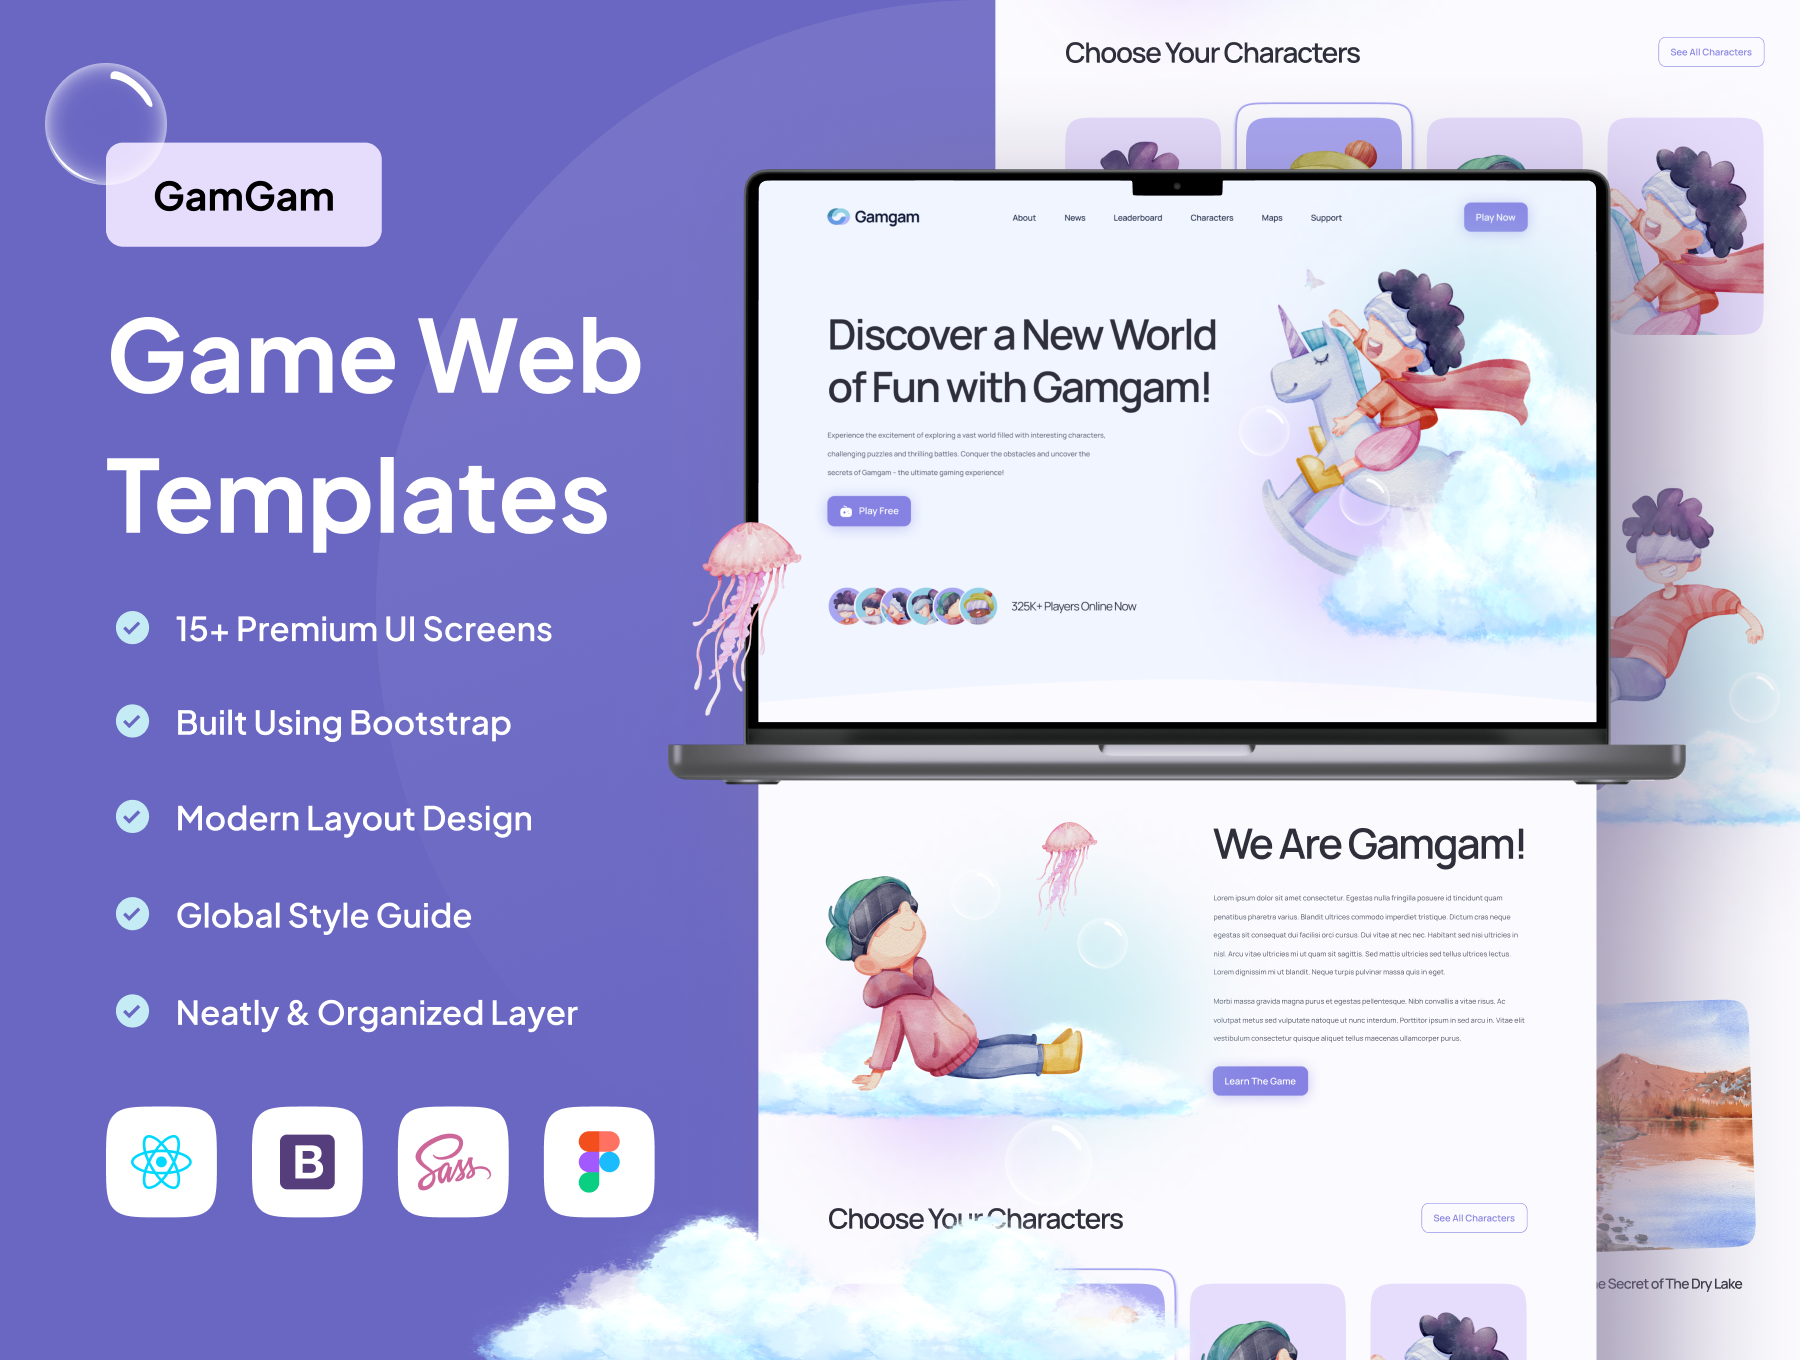 GamGam
Game Web
Templates
15+ Premium UI Screens
Built Using Bootstrap
Modern Layout Design
Global Style Guide
Neatly & Organized Layer
B
Sass
Choose Your Characters
See All Characters
Gamgam
About
News
Leaderboard
Characters
Maps
Support
Play Now
Discover a New World
of Fun with Gamgam!
Experience the excitement of exploring a vast world filled with interesting characters,
challenging puzzles and thrilling battles. Conquer the obstacles and uncover the
secrets of Gamgam – the ultimate gaming experience!
Play Free
325K+ Players Online Now
We Are Gamgam!
Lorem ipsum dolor sit amet consectetur. Egestas nulla fringilla posuere id tincidunt quam
penatibus pharetra varius. Blandit ultrices commodo imperdiet tristique. Dictum cras neque
egestas sit consequat dui facilisi orci cursus. Dui vitae at nec nec. Habitant sed nisi ultricies in
nisl. Arcu vitae ultricies mi ut quam sit sagittis. Sed mattis ultricies sed tellus ultrices lectus.
Lorem dignissim mi ut blandit. Neque turpis pulvinar massa quis in eget.
Morbi massa gravida magna purus et egestas pellentesque. Nibh convallis a vitae risus. Ac
volutpat metus sed vulputate natoque ut nunc interdum. Porttitor ipsum in sed arcu in. Vitae elit
vestibulum consectetur quisque aliquet tellus maecenas ullamcorper purus.
Learn The Game
Choose Your Characters
See All Characters
e Secret of The Dry Lake